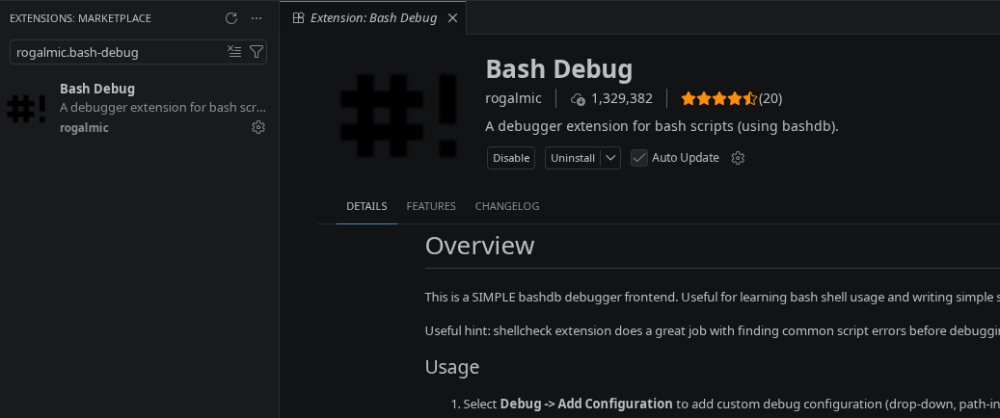 EXTENSIONS: MARKETPLACE
rogalmic.bash-debug
Bash Debug
A debugger extension for bash scr...
rogalmic
Extension: Bash Debug
#!
Bash Debug
rogalmic
1,329,382
(20)
A debugger extension for bash scripts (using bashdb).
Disable
Uninstall
Auto Update
DETAILS FEATURES CHANGELOG
Overview
This is a SIMPLE bashdb debugger frontend. Useful for learning bash shell usage and writing simple s
Useful hint: shellcheck extension does a great job with finding common script errors before debuggi
Usage
1. Select Debug -> Add Configuration to add custom debug configuration (drop-down, path-in